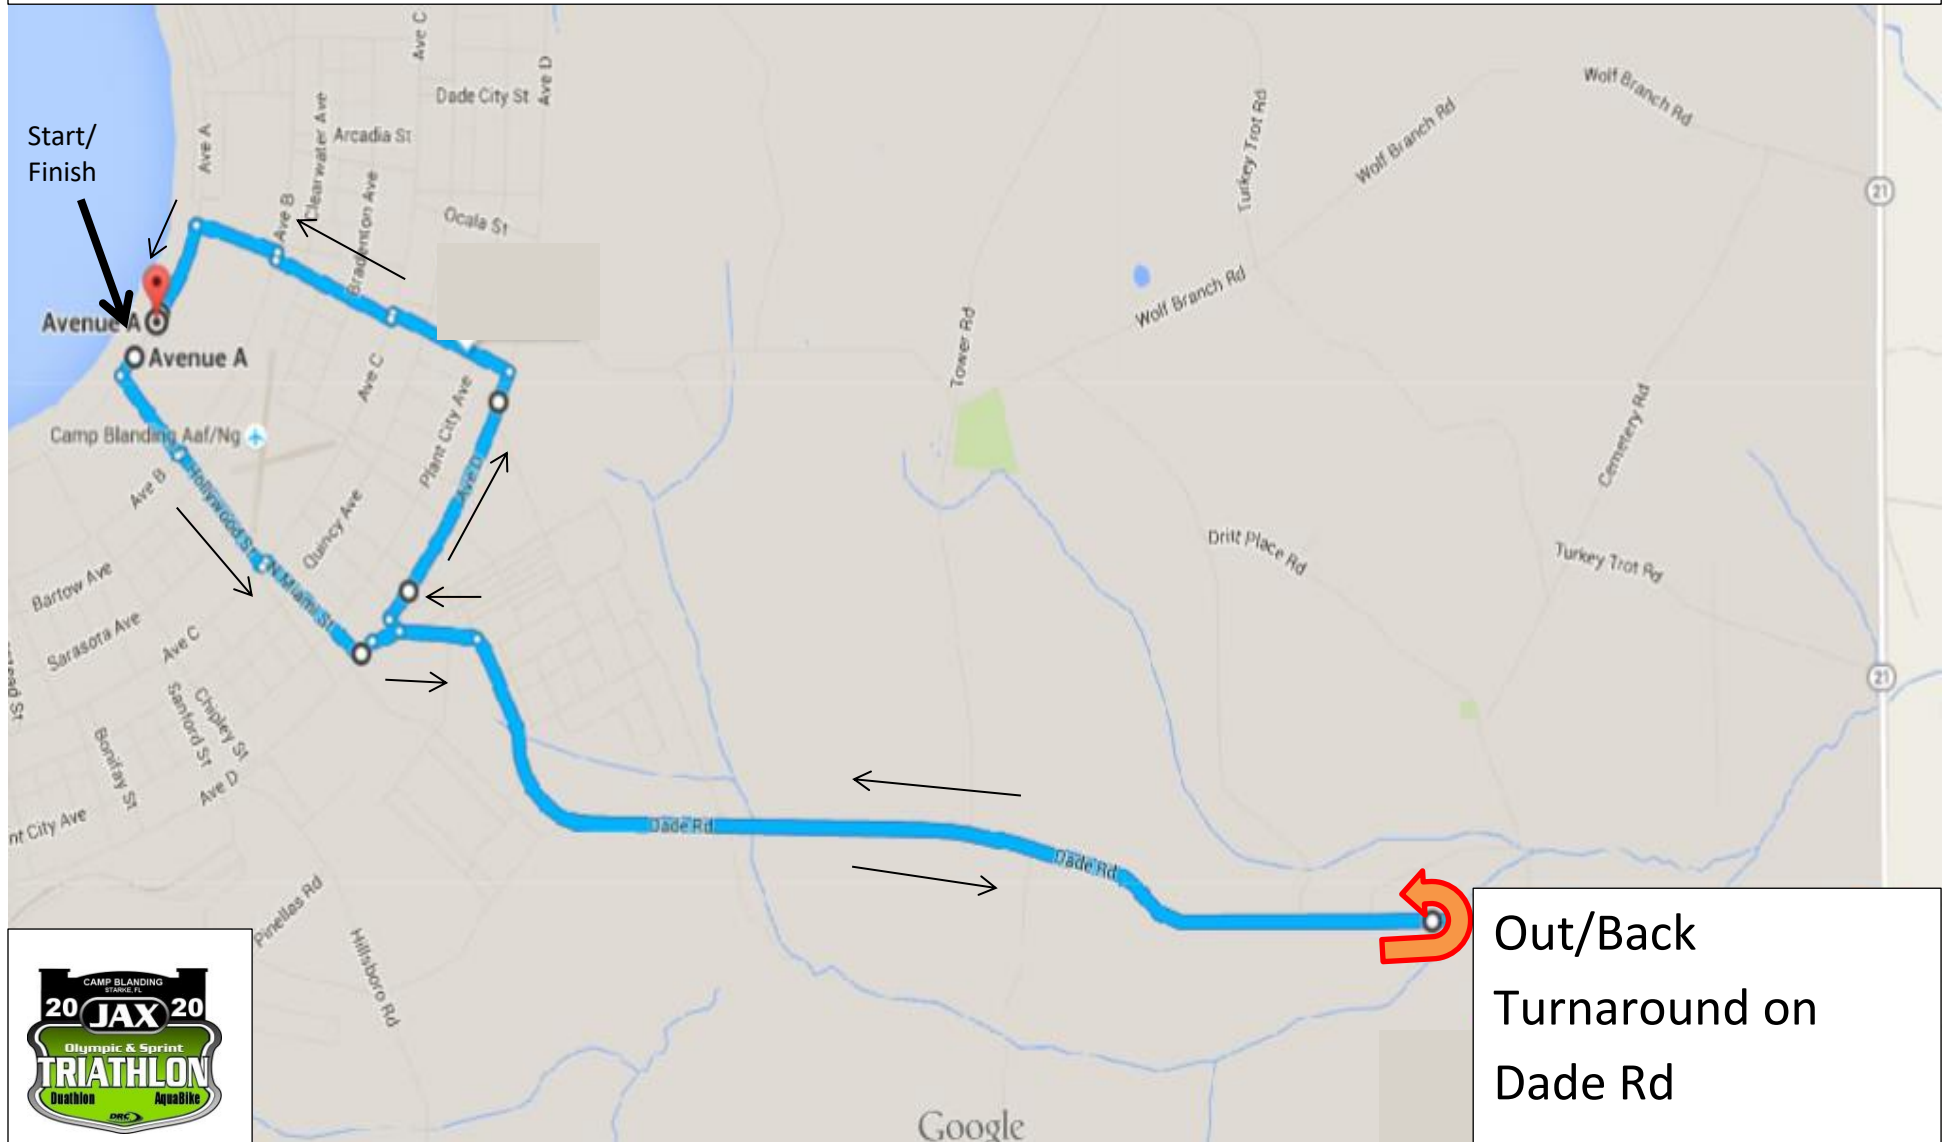 Ave C
Dade City St
Ave D
Wolf Branch Rd
Turkey Trot Rd
Wolf Branch Rd
Start/
Finish
Ave A
Clearwater Ave
Arcadia St
21
Ave B
Bradenton Ave
Ocala St
Wolf Branch Rd
Avenue A
Avenue A
Tower Rd
Ave C
Plant City Ave
Cemetery Rd
Camp Blanding Aaf/Ng
Ave B
Hollywood St
Ave D
Quincy Ave
Dritt Place Rd
Turkey Trot Rd
Bartow Ave
N Miami St
Sarasota Ave
Ave C
21
Sanford St
Chipley St
Bonifay St
Ave D
nt City Ave
Dade Rd
Dade Rd
Pinellas Rd
Hillsboro Rd
Out/Back
Turnaround on
Dade Rd
CAMP BLANDING
STARKE, FL
20 JAX 20
Olympic & Sprint
TRIATHLON
Duathlon AquaBike
DRC
Google